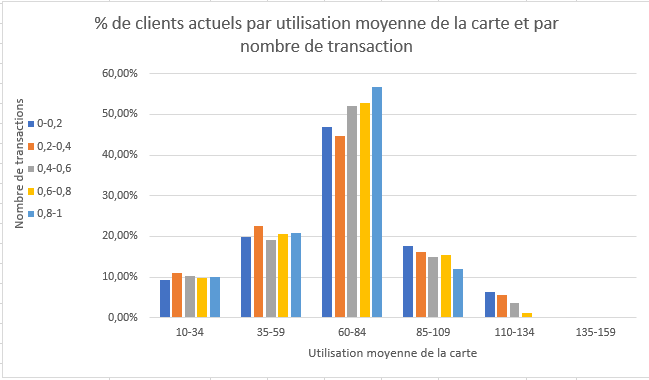 % de clients actuels par utilisation moyenne de la carte et par
nombre de transaction
Nombre de transactions
0-0,2
0,2-0,4
0,4-0,6
0,6-0,8
0,8-1
60,00%
50,00%
40,00%
30,00%
20,00%
10,00%
0,00%
10-34 35-59 60-84 85-109 110-134 135-159
Utilisation moyenne de la carte